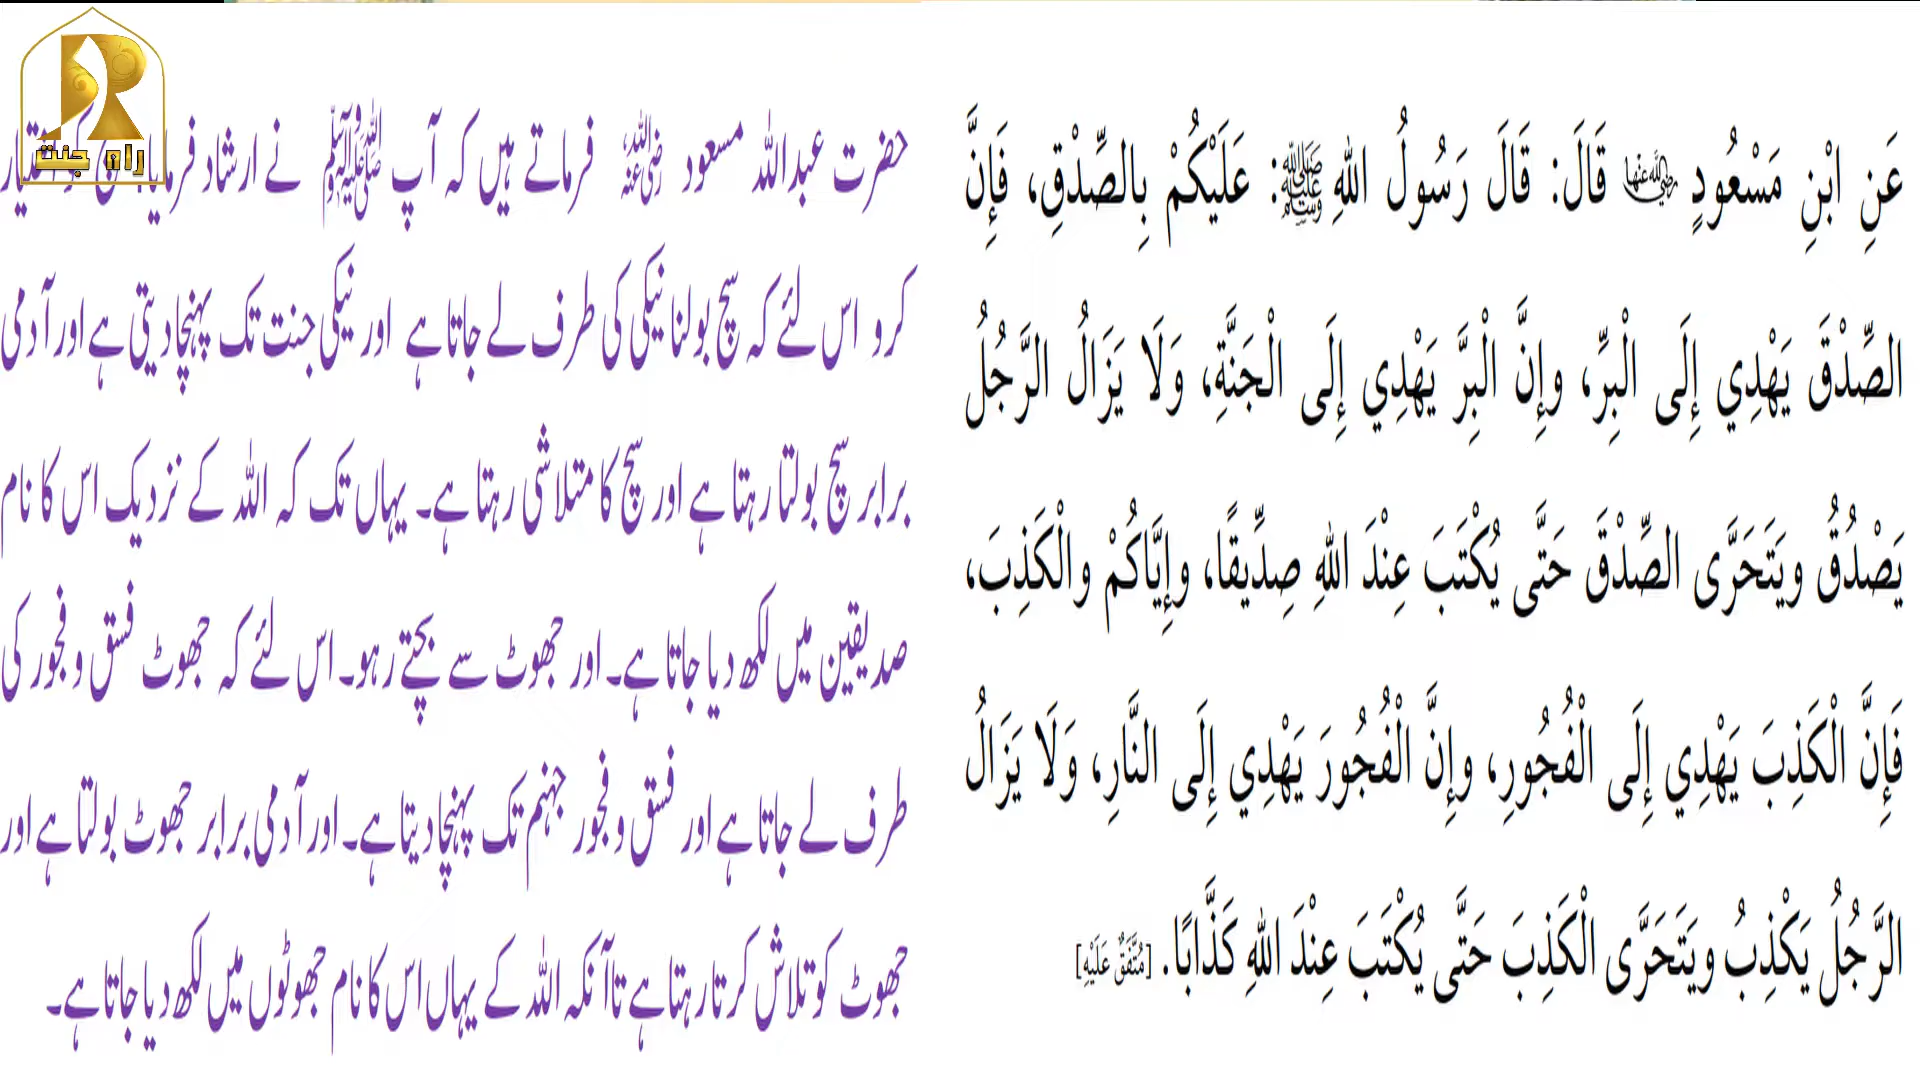 عَنِ ابْنِ مَسْعُودٍ رضي الله عنهما قَالَ: قَالَ رَسُولُ اللهِ ﷺ: عَلَيْكُمْ بِالصِّدْقِ، فَإِنَّ
الصِّدْقَ يَهْدِي إِلَى الْبِرِّ، وإِنَّ الْبِرَّ يَهْدِي إِلَى الْجَنَّةِ، وَلَا يَزَالُ الرَّجُلُ
يَصْدُقُ ويَتَحَرَّى الصِّدْقَ حَتَّى يُكْتَبَ عِنْدَ اللهِ صِدِّيقًا، وإِيَّاكُمْ والْكَذِبَ،
فَإِنَّ الْكَذِبَ يَهْدِي إِلَى الْفُجُورِ، وإِنَّ الْفُجُورَ يَهْدِي إِلَى النَّارِ، وَلَا يَزَالُ
الرَّجُلُ يَكْذِبُ ويَتَحَرَّى الْكَذِبَ حَتَّى يُكْتَبَ عِنْدَ اللهِ كَذَّابًا. [مُتَّفَقٌ عَلَيْهِ]
حضرت عبداللہ مسعود رضی اللہ عنہ فرماتے ہیں کہ آپ ﷺ نے ارشاد فرمایا
کرو اس لئے کہ سچ بولنا نیکی کی طرف لے جاتا ہے اور نیکی جنت تک پہنچا دیتی ہے اور آدمی
برابر سچ بولتا رہتا ہے اور سچ کا متلاشی رہتا ہے۔ یہاں تک کہ اللہ کے نزدیک اس کا نام
صدیقین میں لکھ دیا جاتا ہے۔ اور جھوٹ سے بچتے رہو۔ اس لئے کہ جھوٹ فسق و فجور کی
طرف لے جاتا ہے اور فسق و فجور جہنم تک پہنچا دیتا ہے۔ اور آدمی برابر جھوٹ بولتا ہے اور
جھوٹ کو تلاش کرتا رہتا ہے تاآنکہ اللہ کے یہاں اس کا نام جھوٹوں میں لکھ دیا جاتا ہے۔
راہ جنت